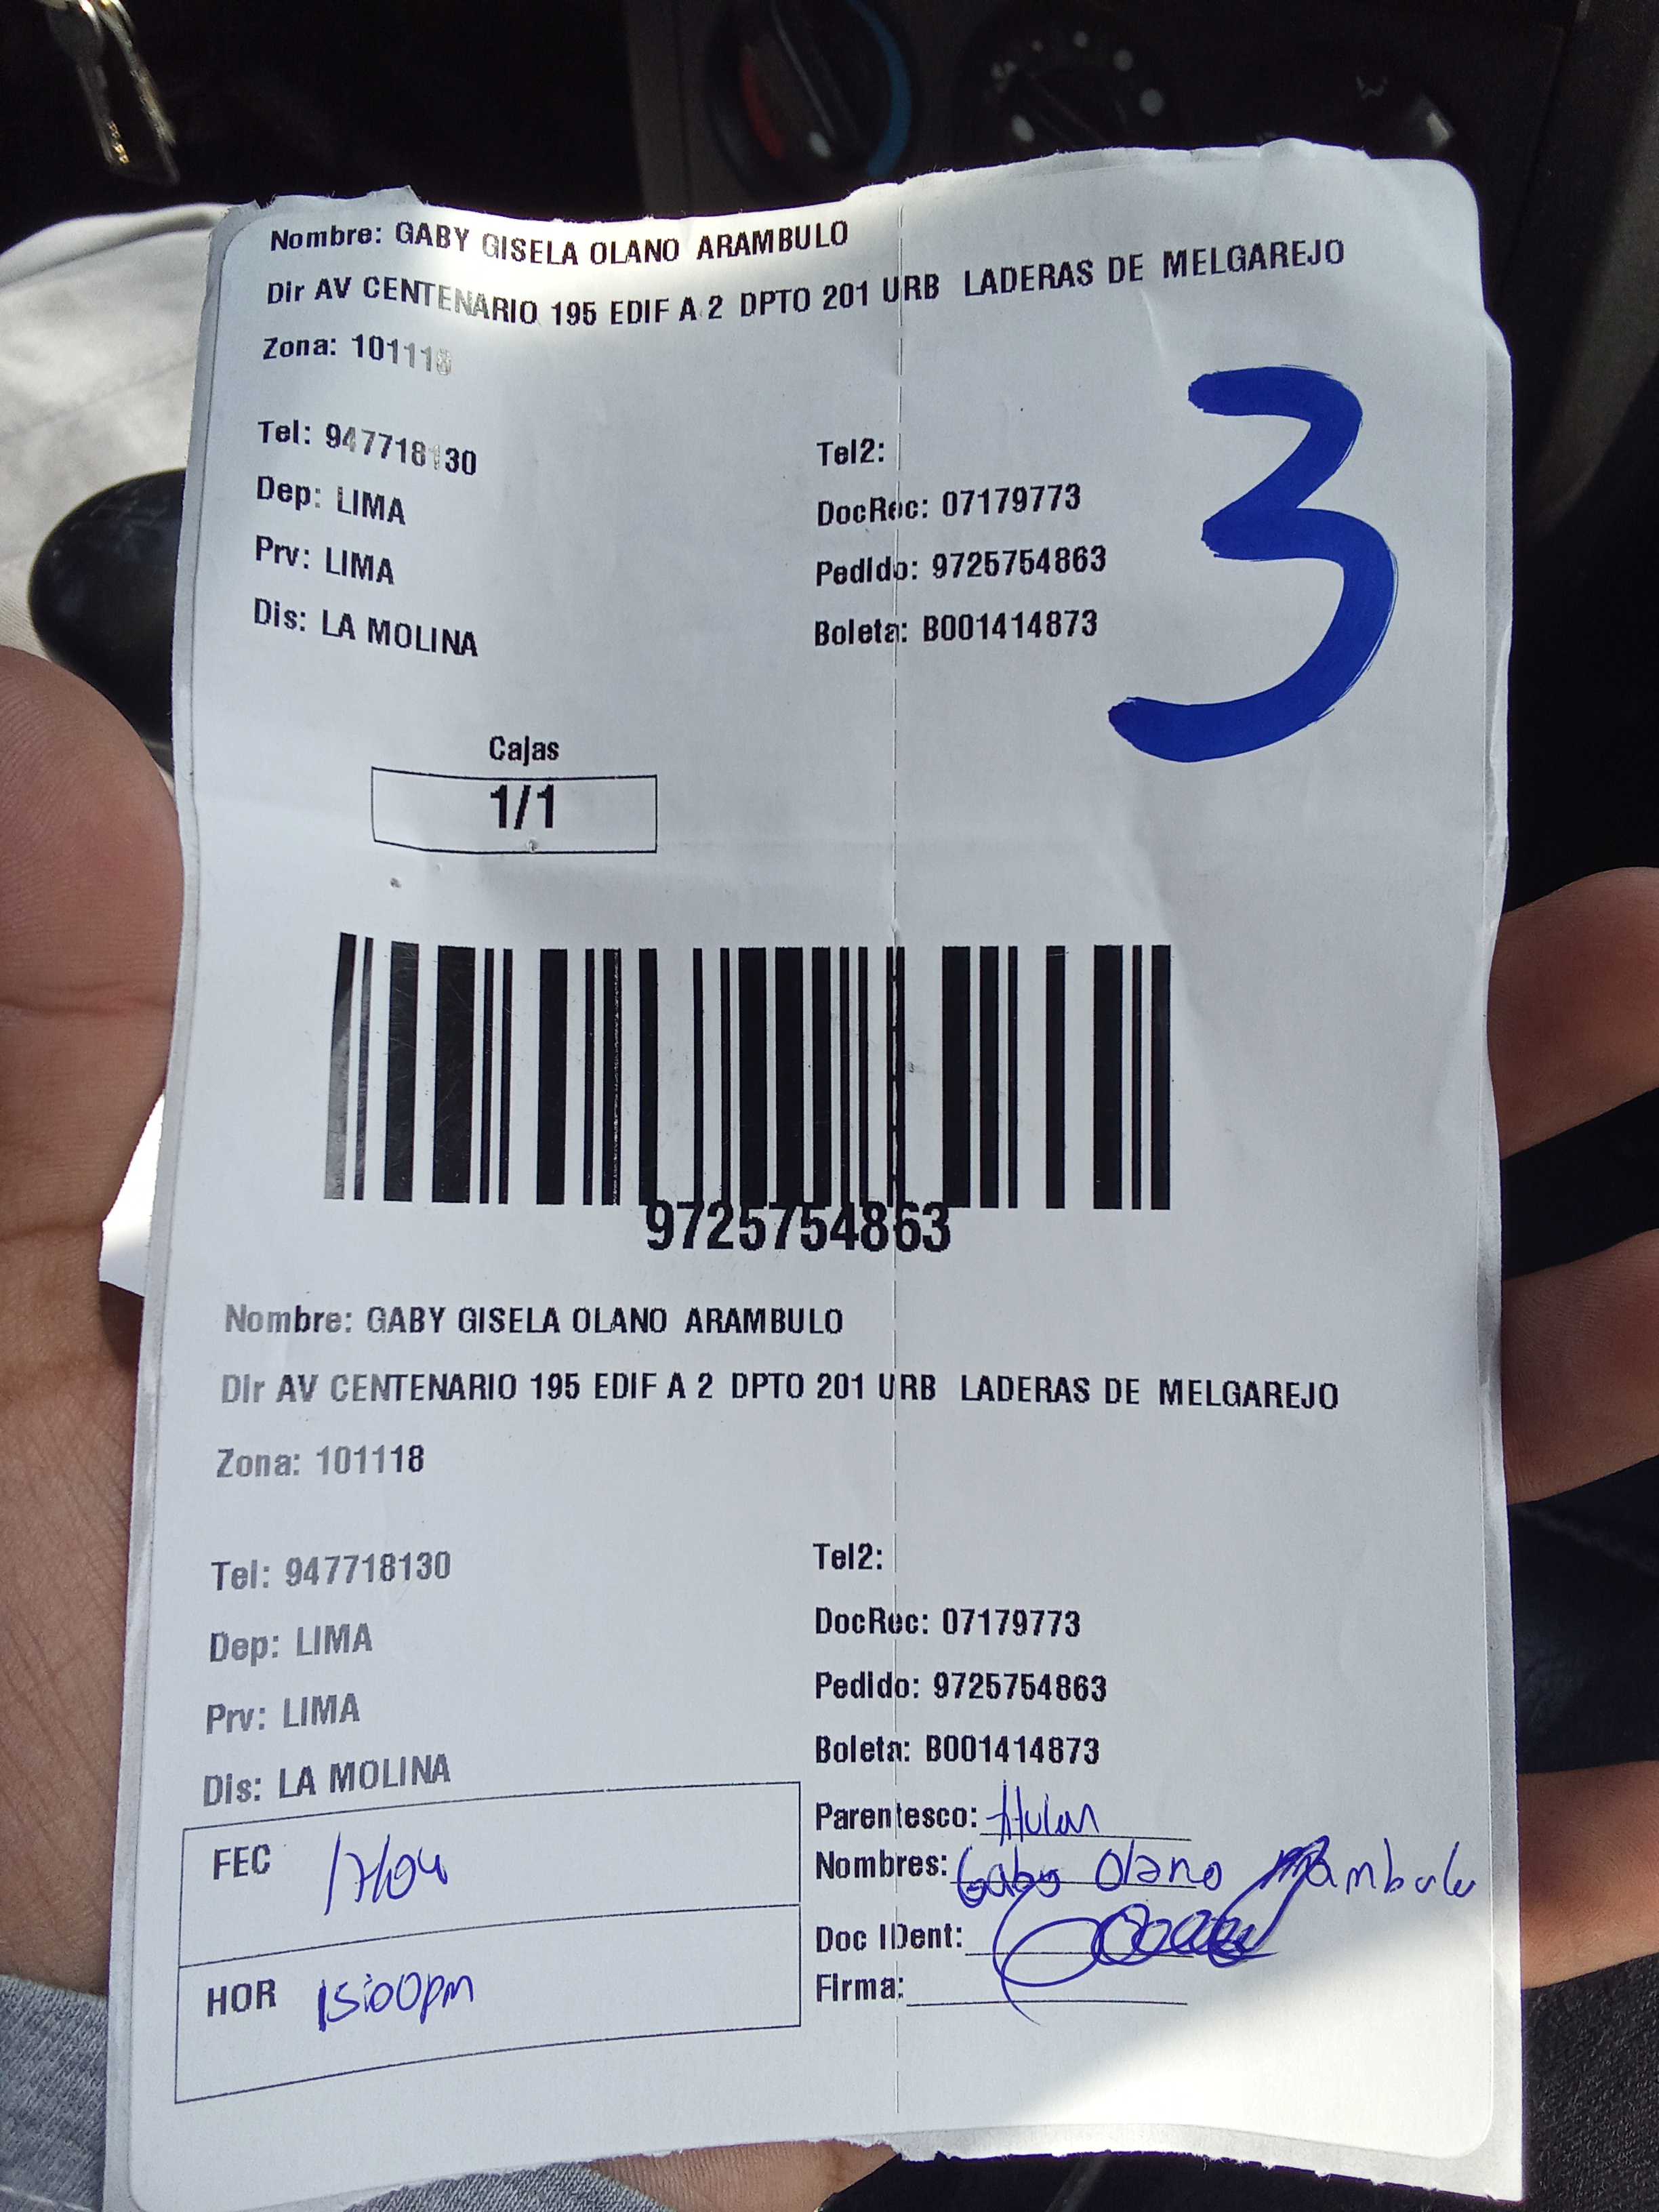 Nombre: GABY GISELA OLANO ARAMBULO
Dir AV CENTENARIO 195 EDIF A 2 DPTO 201 URB LADERAS DE MELGAREJO
Zona: 101118
3
Tel: 947718130 Tel2:
Dep: LIMA DocRec: 07179773
Prv: LIMA Pedido: 9725754863
Dis: LA MOLINA Boleta: B001414873
Cajas
1/1
9725754863
Nombre: GABY GISELA OLANO ARAMBULO
Dir AV CENTENARIO 195 EDIF A 2 DPTO 201 URB LADERAS DE MELGAREJO
Zona: 101118
Tel: 947718130 Tel2:
Dep: LIMA DocRec: 07179773
Prv: LIMA Pedido: 9725754863
Dis: LA MOLINA Boleta: B001414873
Parentesco: titular
FEC 17/04 Nombres: Gaby Olano Arambulo
Doc IDent:
HOR 15:00pm Firma: